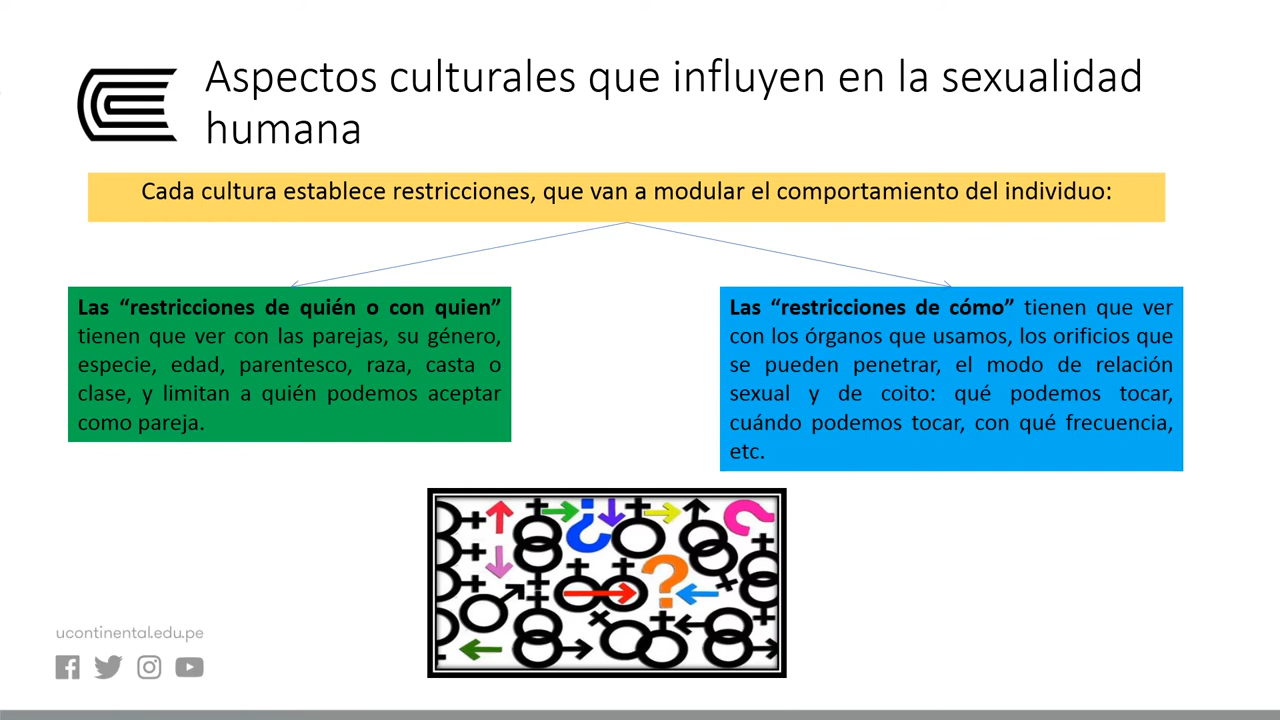 Aspectos culturales que influyen en la sexualidad
humana
Cada cultura establece restricciones, que van a modular el comportamiento del individuo:
Las “restricciones de quién o con quien”
tienen que ver con las parejas, su género,
especie, edad, parentesco, raza, casta o
clase, y limitan a quién podemos aceptar
como pareja.
Las “restricciones de cómo” tienen que ver
con los órganos que usamos, los orificios que
se pueden penetrar, el modo de relación
sexual y de coito: qué podemos tocar,
cuándo podemos tocar, con qué frecuencia,
etc.
ucontinental.edu.pe